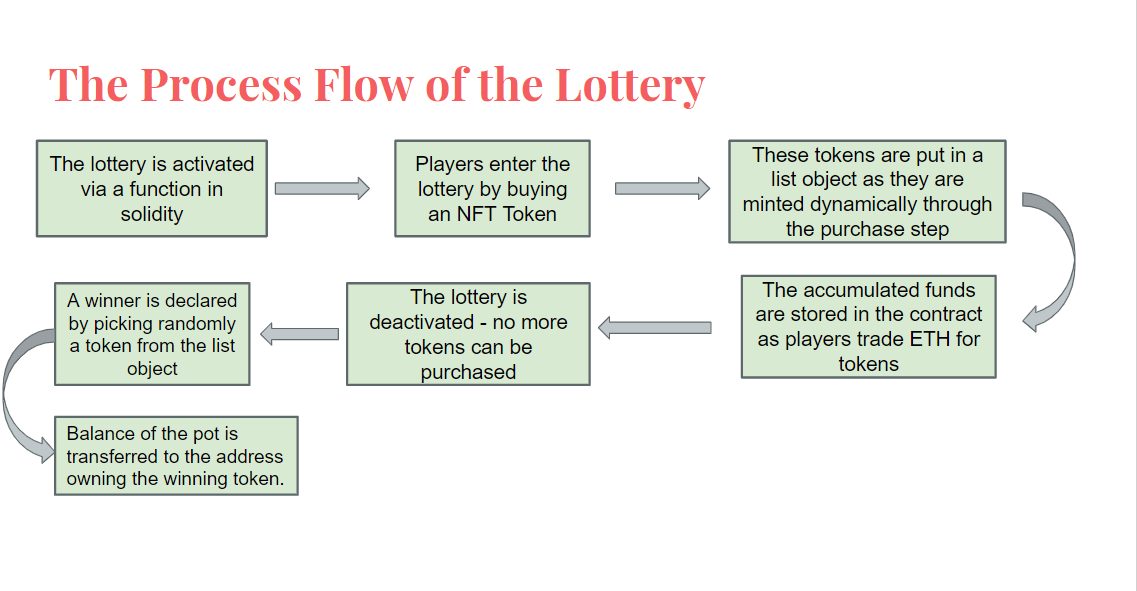 The Process Flow of the Lottery
The lottery is activated
via a function in
solidity
Players enter the
lottery by buying
an NFT Token
These tokens are put in a
list object as they are
minted dynamically through
the purchase step
The accumulated funds
are stored in the contract
as players trade ETH for
tokens
The lottery is
deactivated - no more
tokens can be
purchased
A winner is declared
by picking randomly
a token from the list
object
Balance of the pot is
transferred to the address
owning the winning token.